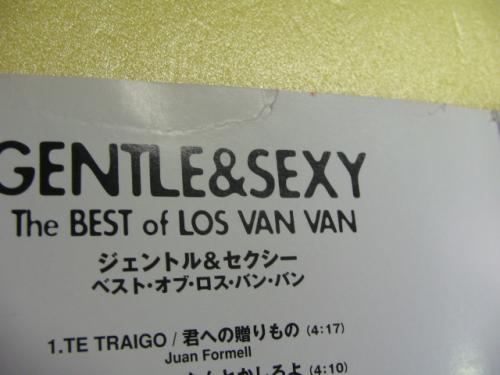 GENTLE&SEXY
The BEST of LOS VAN VAN
ジェントル&セクシー
ベスト・オブ・ロス・バン・バン
1.TE TRAIGO / 君への贈りもの (4:17)
Juan Formell
(4:10)